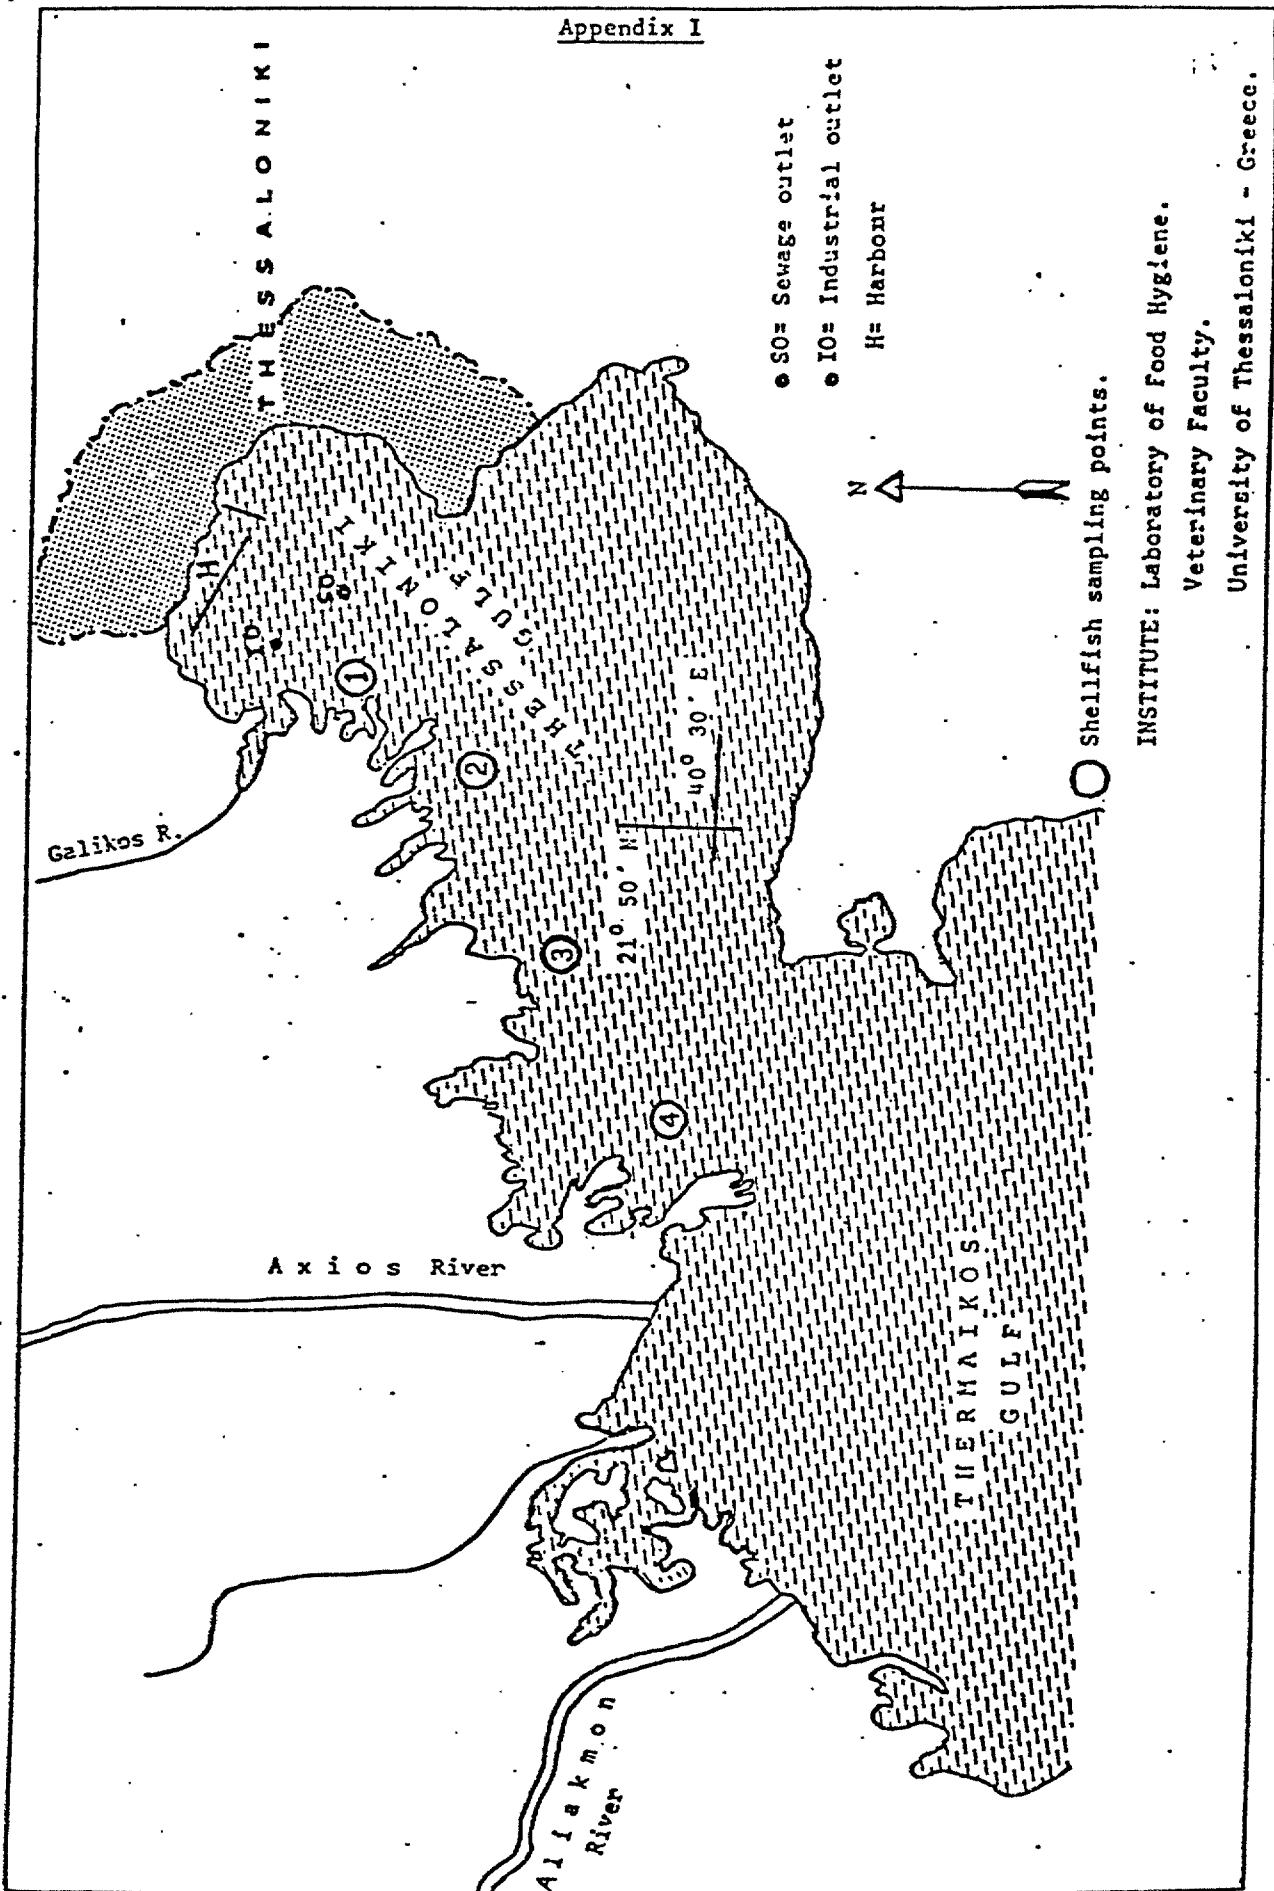 Appendix I
THESSALONIKI
Galikos R.
IO
H
SO
1
2
3
4
THESSALONIKI
GULF
21° 50' N
40° 30' E
Axios River
Aliakmon
River
THERMAIKOS
GULF
● SO= Sewage outlet
● IO= Industrial outlet
H= Harbour
N
Shellfish sampling points.
INSTITUTE: Laboratory of Food Hygiene.
Veterinary Faculty.
University of Thessaloniki - Greece.